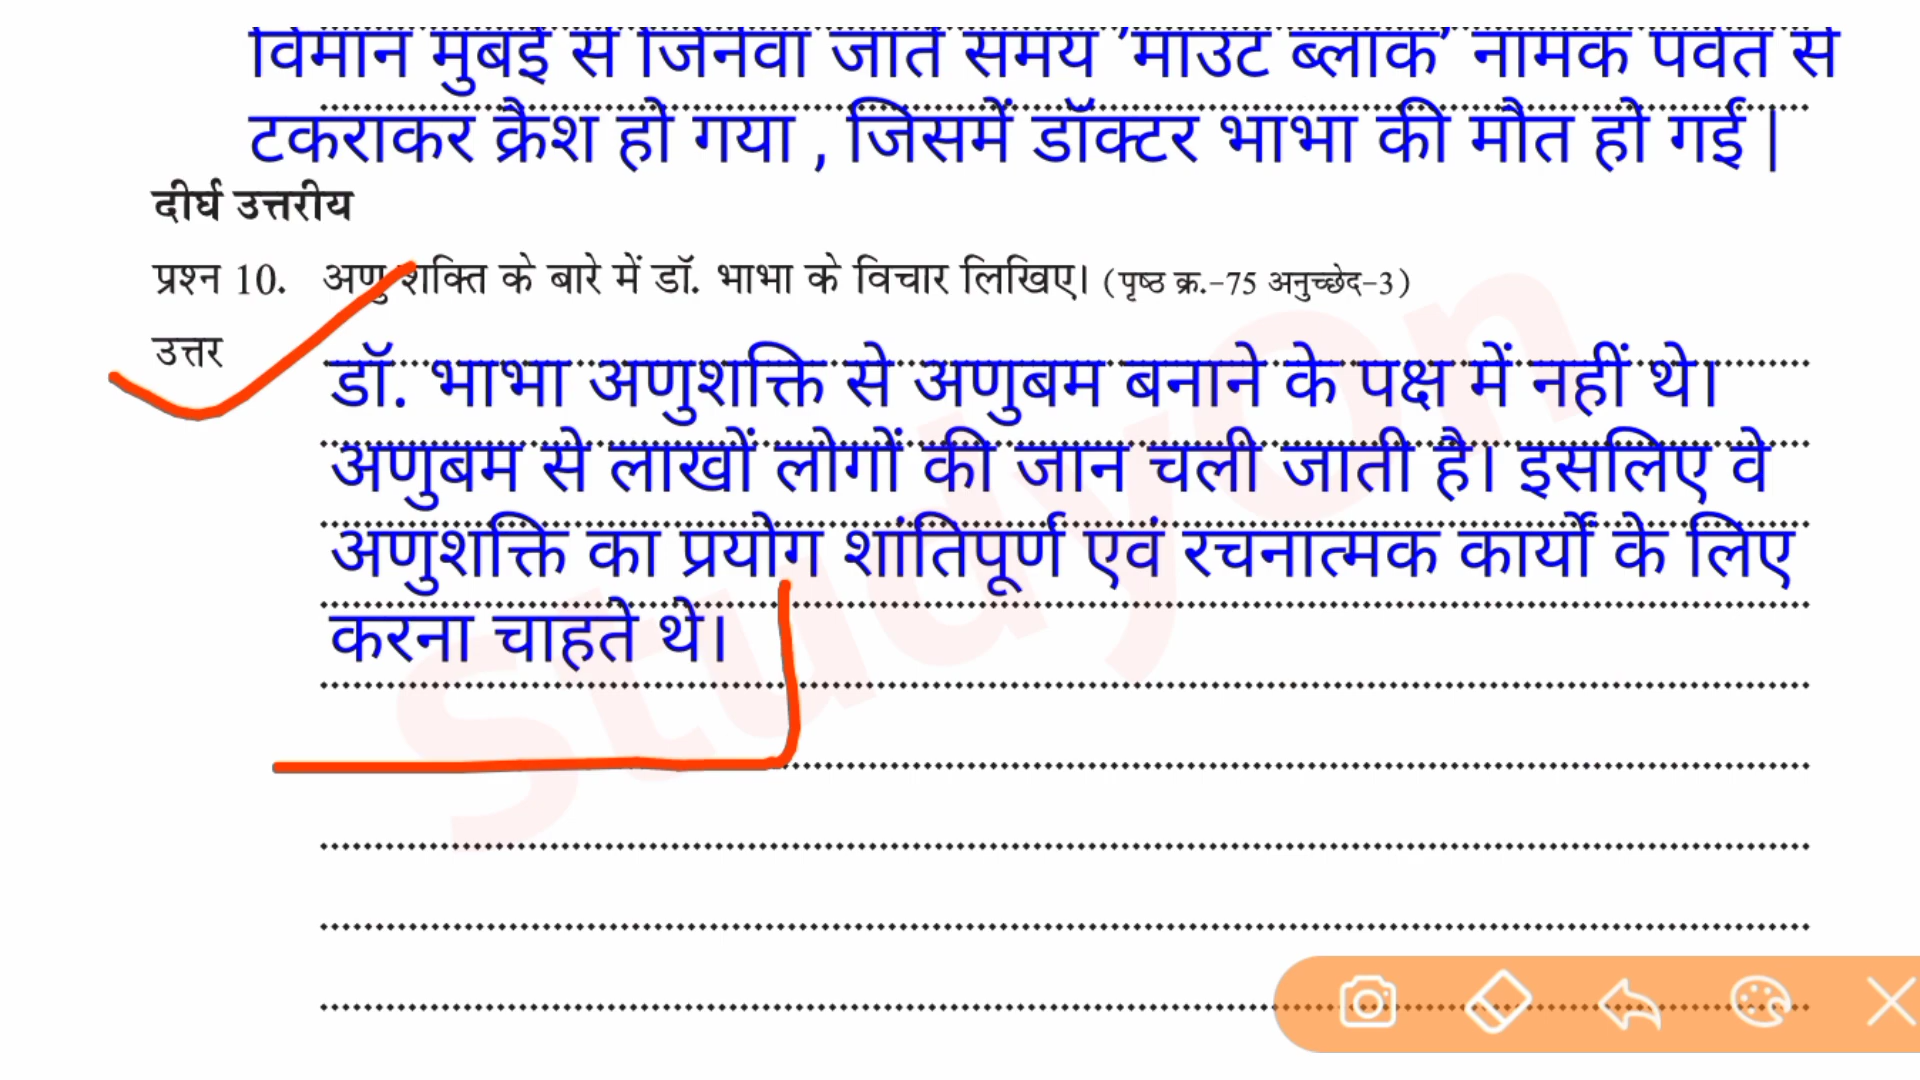 विमान मुंबई से जिनेवा जाते समय 'माउंट ब्लांक' नामक पर्वत से
टकराकर क्रैश हो गया , जिसमें डॉक्टर भाभा की मौत हो गई |
दीर्घ उत्तरीय
प्रश्न 10. अणु शक्ति के बारे में डॉ. भाभा के विचार लिखिए। (पृष्ठ क्र.-75 अनुच्छेद-3)
उत्तर
डॉ. भाभा अणुशक्ति से अणुबम बनाने के पक्ष में नहीं थे।
अणुबम से लाखों लोगों की जान चली जाती है। इसलिए वे
अणुशक्ति का प्रयोग शांतिपूर्ण एवं रचनात्मक कार्यो के लिए
करना चाहते थे।
StudyOn